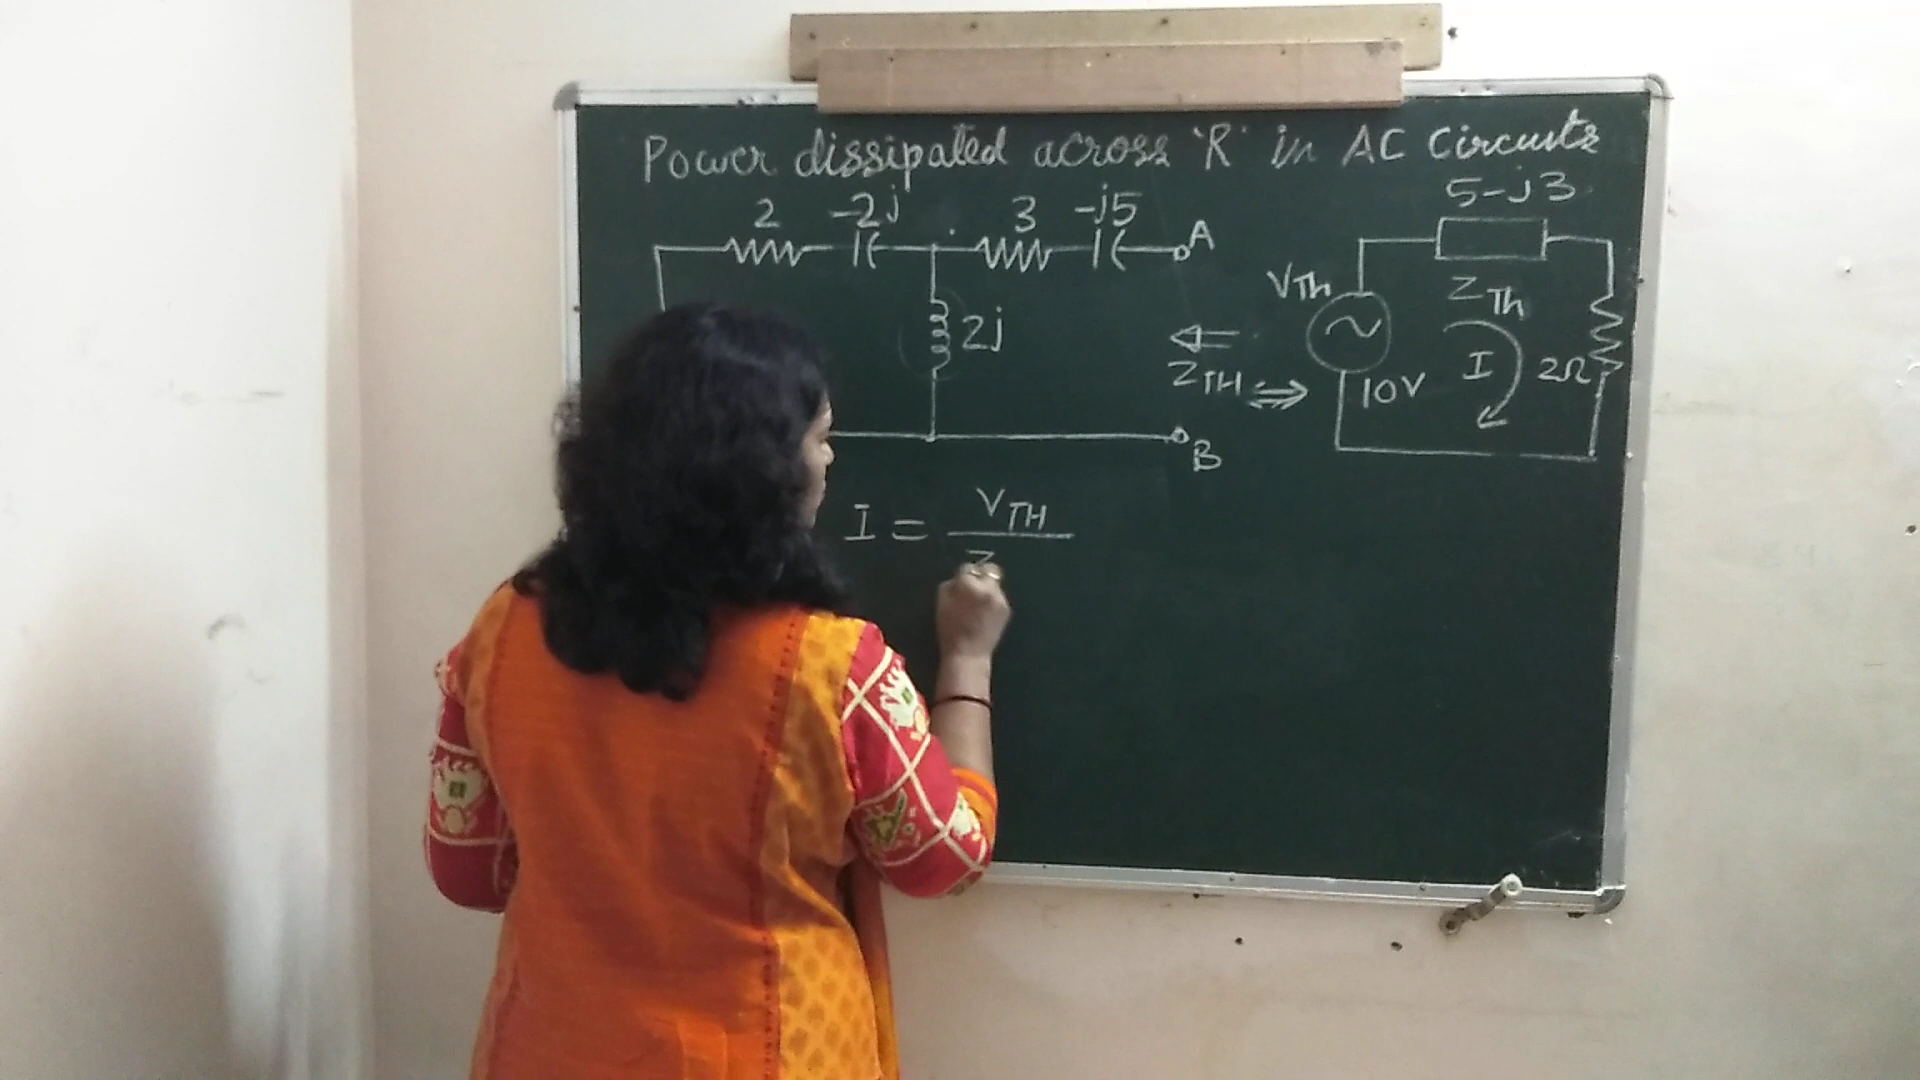 Power dissipated across 'R' in AC Circuits
2 -2j 3 -j5 A
2j
ZTH
B
5-j3
VTh
ZTh
I
2Ω
10V
I = VTH
Z